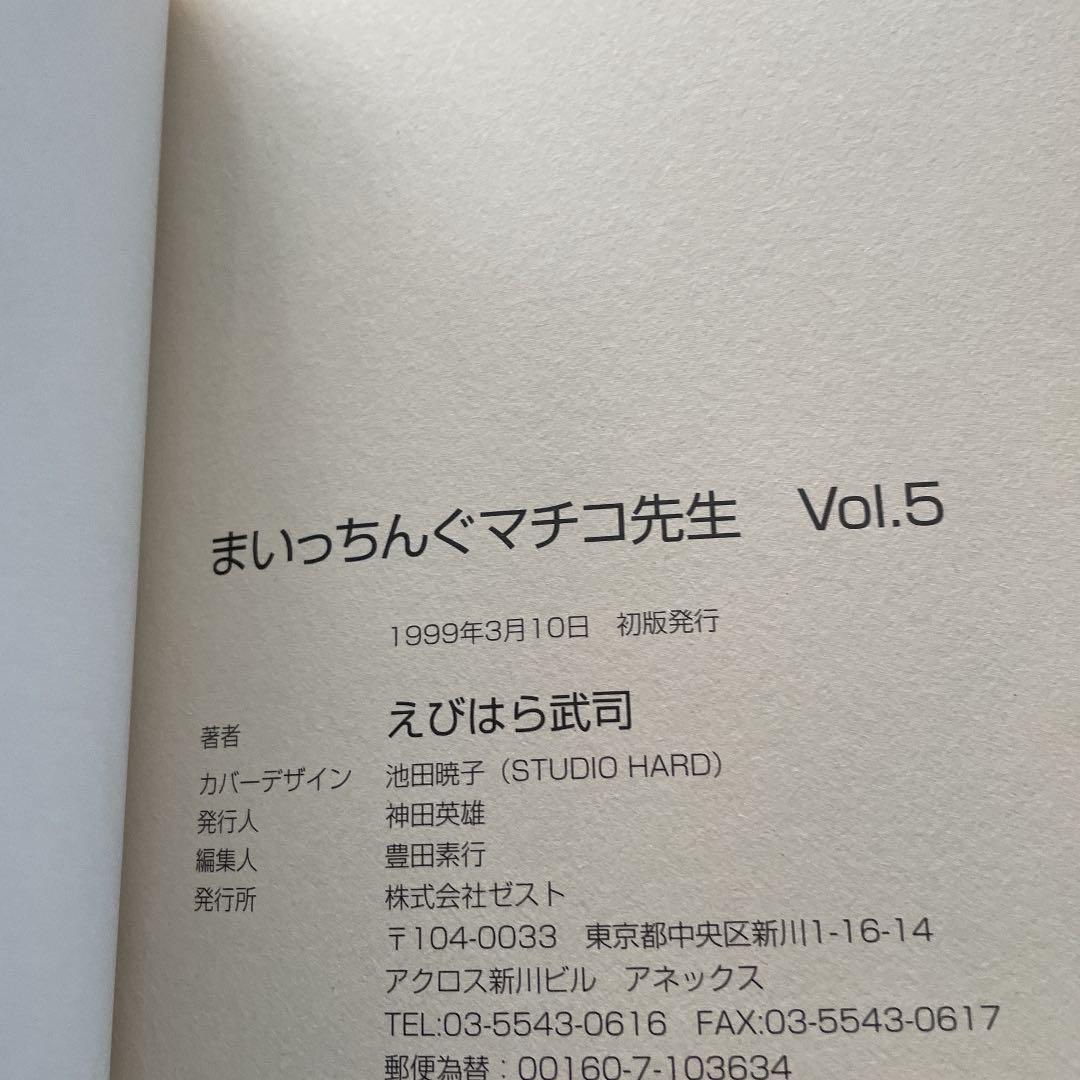 まいっちんぐマチコ先生　Vol.5
1999年3月10日　初版発行
著者　えびはら武司
カバーデザイン　池田暁子（STUDIO HARD）
発行人　神田英雄
編集人　豊田素行
発行所　株式会社ゼスト
〒104-0033　東京都中央区新川1-16-14
アクロス新川ビル　アネックス
TEL:03-5543-0616　FAX:03-5543-0617
郵便為替：00160-7-103634